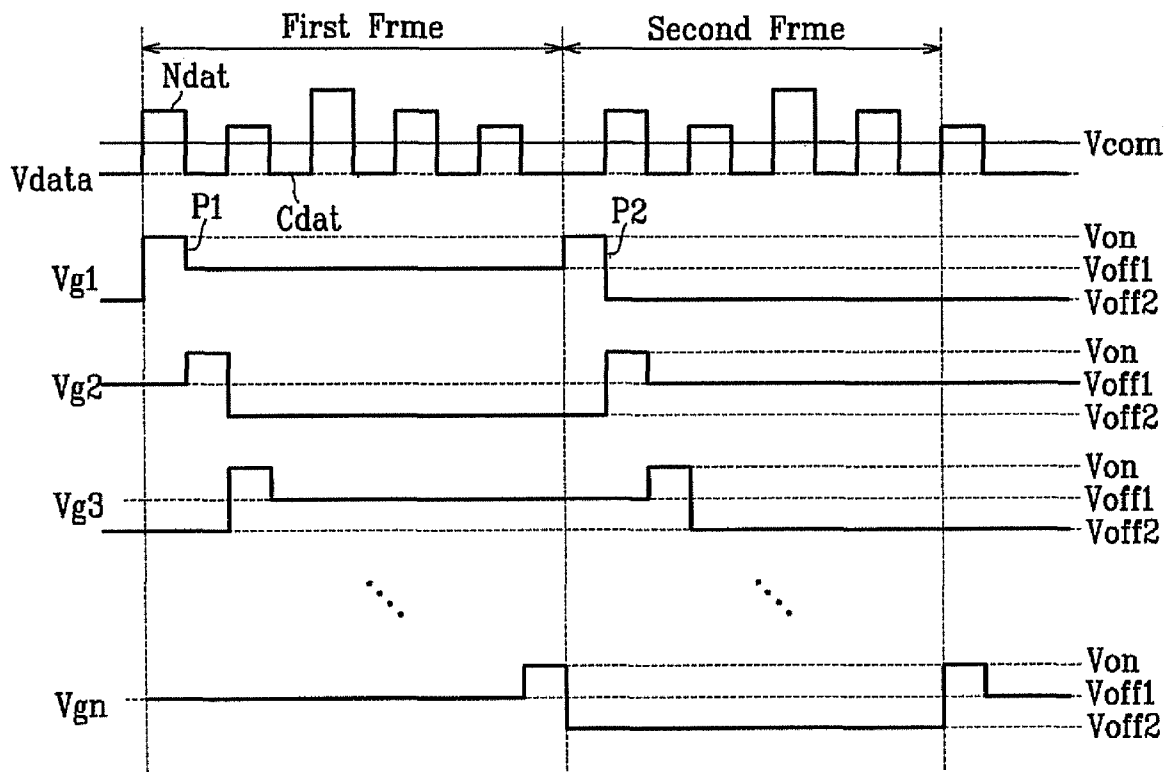 First Frme
Second Frme
Ndat
Vcom
Vdata
Cdat
P1
P2
Vg1
Von
Voff1
Voff2
Vg2
Von
Voff1
Voff2
Vg3
Von
Voff1
Voff2
Vgn
Von
Voff1
Voff2